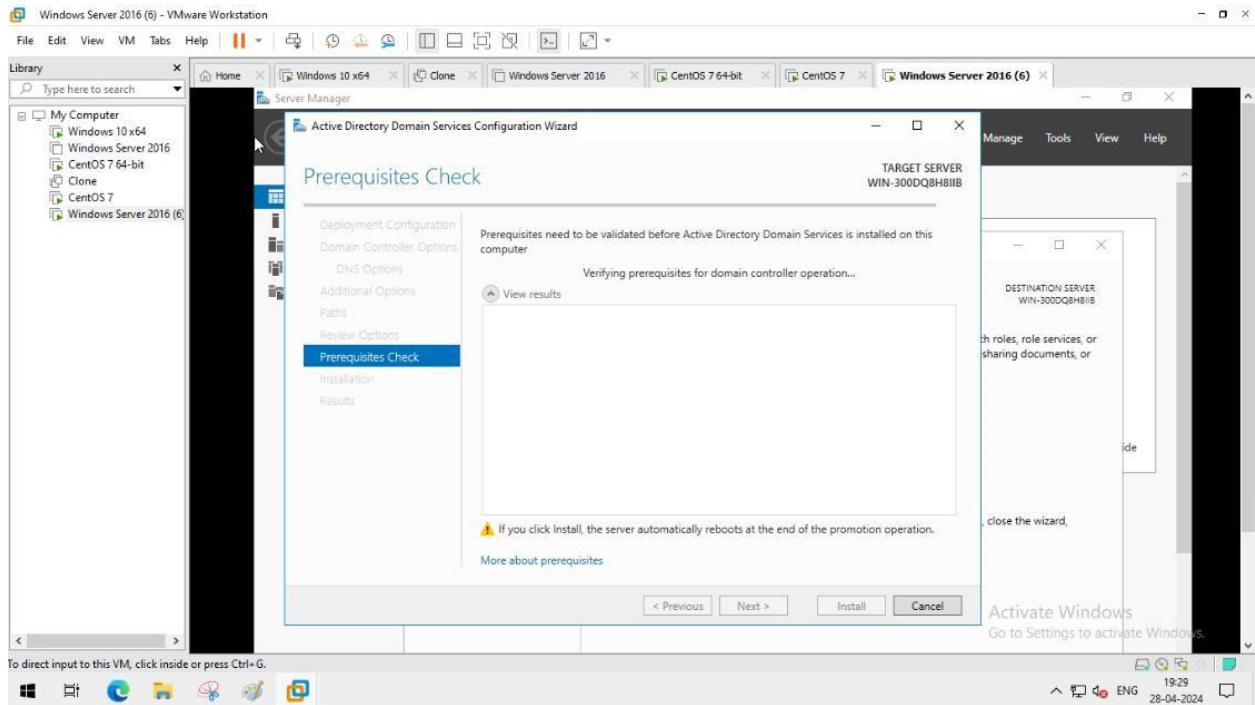 Windows Server 2016 (6) - VMware Workstation
File Edit View VM Tabs Help
Library
Type here to search
My Computer
Windows 10 x64
Windows Server 2016
CentOS 7 64-bit
Clone
CentOS 7
Windows Server 2016 (6)
Home
Windows 10 x64
Clone
Windows Server 2016
CentOS 7 64-bit
CentOS 7
Windows Server 2016 (6)
Server Manager
Manage Tools View Help
Active Directory Domain Services Configuration Wizard
Prerequisites Check
TARGET SERVER
WIN-300DQ8H8IIB
Deployment Configuration
Domain Controller Options
DNS Options
Additional Options
Paths
Review Options
Prerequisites Check
Installation
Results
Prerequisites need to be validated before Active Directory Domain Services is installed on this
computer
Verifying prerequisites for domain controller operation...
View results
If you click Install, the server automatically reboots at the end of the promotion operation.
More about prerequisites
< Previous Next > Install Cancel
DESTINATION SERVER
WIN-300DQ8H8IIB
th roles, role services, or
sharing documents, or
ide
, close the wizard,
Activate Windows
Go to Settings to activate Windows.
To direct input to this VM, click inside or press Ctrl+G.
ENG
19:29
28-04-2024